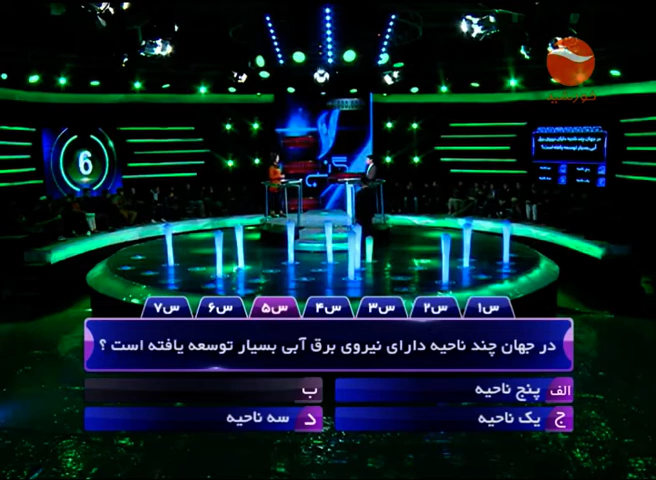 خورشید
6
س۱ س۲ س۳ س۴ س۵ س۶ س۷
در جهان چند ناحیه دارای نیروی برق آبی بسیار توسعه یافته است ؟
الف پنج ناحیه
ب
ج یک ناحیه
د سه ناحیه